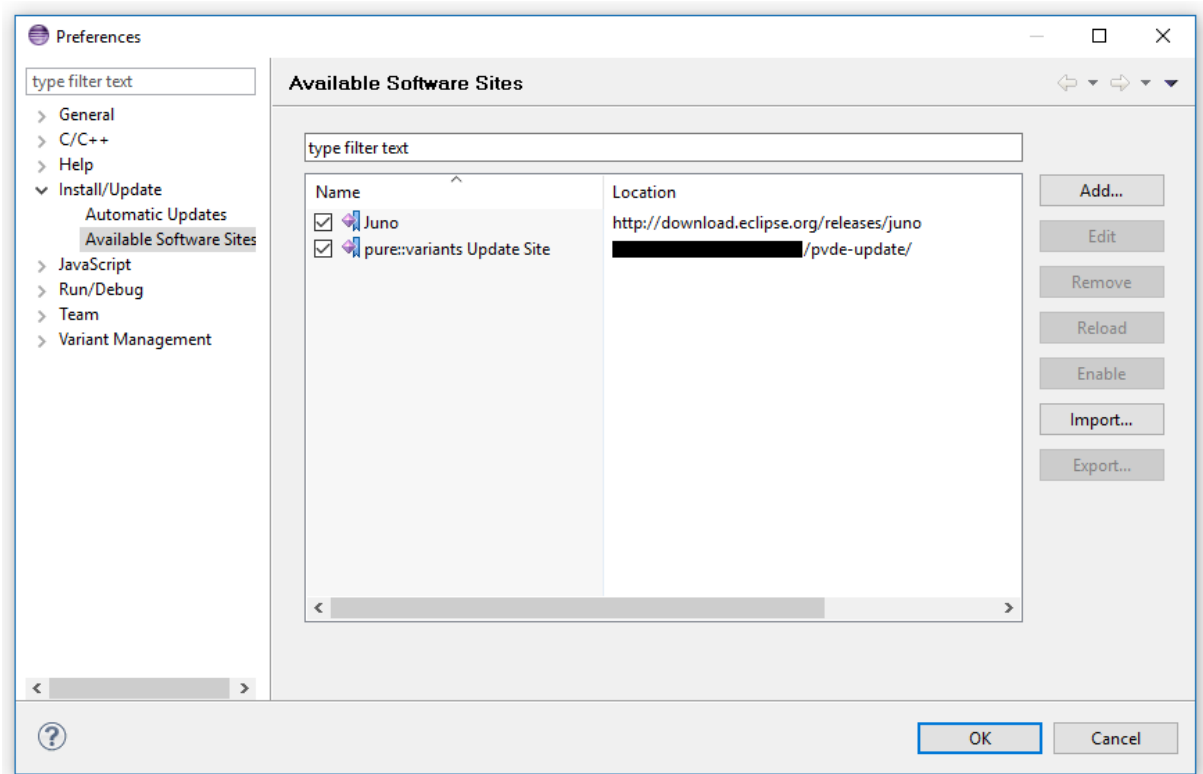 Preferences
type filter text
General
C/C++
Help
Install/Update
Automatic Updates
Available Software Sites
JavaScript
Run/Debug
Team
Variant Management
Available Software Sites
type filter text
Name Location
Juno http://download.eclipse.org/releases/juno
pure::variants Update Site /pvde-update/
Add...
Edit
Remove
Reload
Enable
Import...
Export...
?
OK Cancel